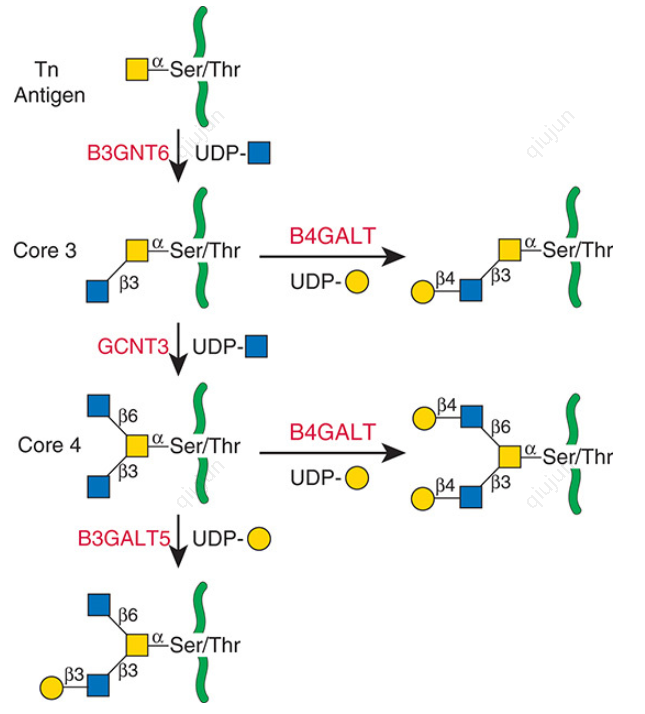 Tn
Antigen
α
Ser/Thr
B3GNT6
UDP-
Core 3
α
Ser/Thr
β3
B4GALT
UDP-
α
Ser/Thr
β4
β3
GCNT3
UDP-
Core 4
β6
α
Ser/Thr
β3
B4GALT
UDP-
β4
β6
α
Ser/Thr
β4
β3
B3GALT5
UDP-
β6
α
Ser/Thr
β3
β3
qiujun
qiujun
qiujun
qiujun